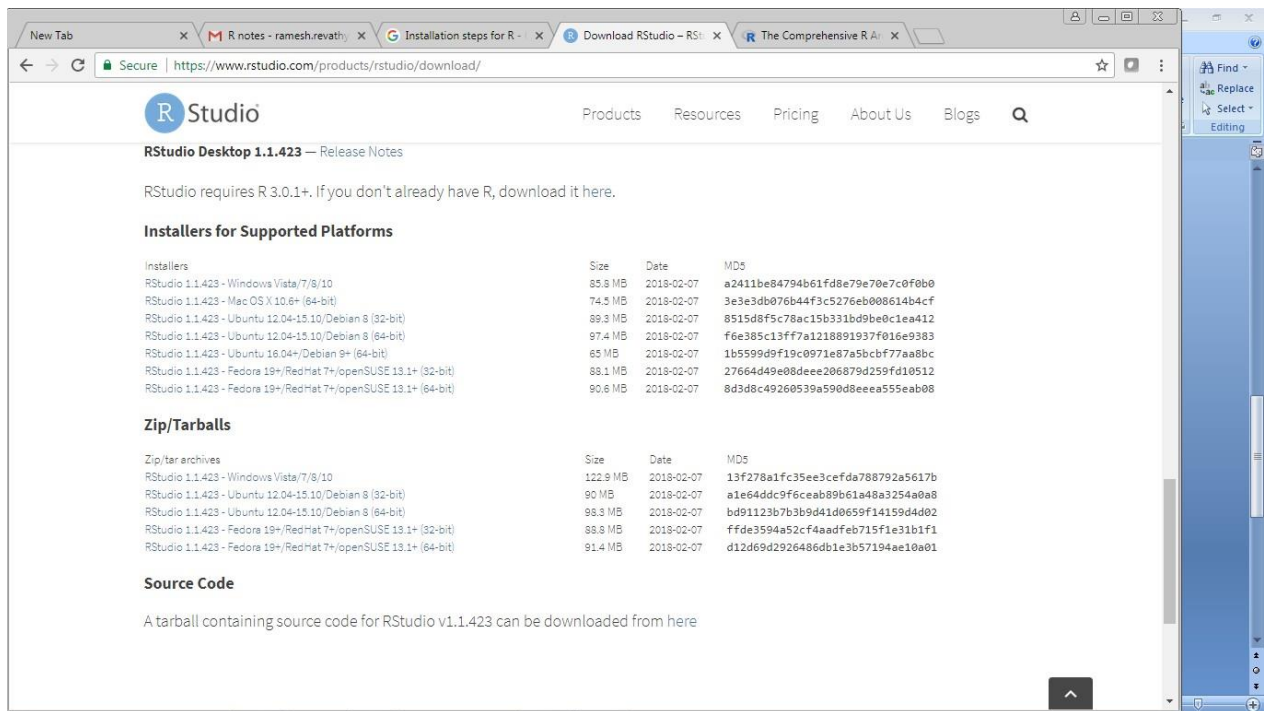 New Tab
R notes - ramesh.revathy
Installation steps for R -
Download RStudio – RSt
The Comprehensive R Ar
Secure | https://www.rstudio.com/products/rstudio/download/
Find
Replace
Select
Editing
R Studio
Products Resources Pricing About Us Blogs
RStudio Desktop 1.1.423 — Release Notes
RStudio requires R 3.0.1+. If you don't already have R, download it here.
Installers for Supported Platforms
Installers Size Date MD5
RStudio 1.1.423 - Windows Vista/7/8/10 85.8 MB 2018-02-07 a2411be84794b61fd8e79e70e7c0f0b0
RStudio 1.1.423 - Mac OS X 10.6+ (64-bit) 74.5 MB 2018-02-07 3e3e3db076b44f3c5276eb008614b4cf
RStudio 1.1.423 - Ubuntu 12.04-15.10/Debian 8 (32-bit) 89.3 MB 2018-02-07 8515d8f5c78ac15b331bd9be0c1ea412
RStudio 1.1.423 - Ubuntu 12.04-15.10/Debian 8 (64-bit) 97.4 MB 2018-02-07 f6e385c13ff7a1218891937f016e9383
RStudio 1.1.423 - Ubuntu 16.04+/Debian 9+ (64-bit) 65 MB 2018-02-07 1b5599d9f19c0971e87a5bcbf77aa8bc
RStudio 1.1.423 - Fedora 19+/RedHat 7+/openSUSE 13.1+ (32-bit) 88.1 MB 2018-02-07 27664d49e08deee206879d259fd10512
RStudio 1.1.423 - Fedora 19+/RedHat 7+/openSUSE 13.1+ (64-bit) 90.6 MB 2018-02-07 8d3d8c49260539a590d8eeea555eab08
Zip/Tarballs
Zip/tar archives Size Date MD5
RStudio 1.1.423 - Windows Vista/7/8/10 122.9 MB 2018-02-07 13f278a1fc35ee3cefda788792a5617b
RStudio 1.1.423 - Ubuntu 12.04-15.10/Debian 8 (32-bit) 90 MB 2018-02-07 a1e64ddc9f6ceab89b61a48a3254a0a8
RStudio 1.1.423 - Ubuntu 12.04-15.10/Debian 8 (64-bit) 98.3 MB 2018-02-07 bd91123b7b3b9d41d0659f14159d4d02
RStudio 1.1.423 - Fedora 19+/RedHat 7+/openSUSE 13.1+ (32-bit) 88.8 MB 2018-02-07 ffde3594a52cf4aadfeb715f1e31b1f1
RStudio 1.1.423 - Fedora 19+/RedHat 7+/openSUSE 13.1+ (64-bit) 91.4 MB 2018-02-07 d12d69d2926486db1e3b57194ae10a01
Source Code
A tarball containing source code for RStudio v1.1.423 can be downloaded from here